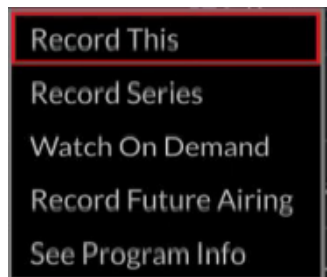 Record This
Record Series
Watch On Demand
Record Future Airing
See Program Info